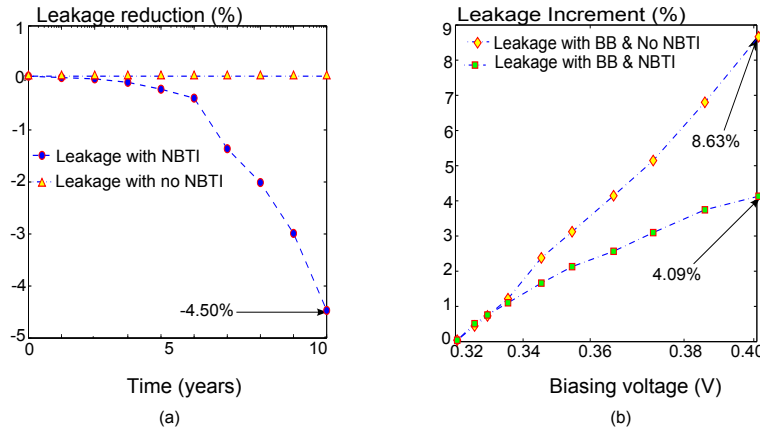 Leakage reduction (%)
1
0
-1
-2
-3
-4
-5
Leakage with NBTI
Leakage with no NBTI
-4.50%
0
5
10
Time (years)
(a)
Leakage Increment (%)
9
8
7
6
5
4
3
2
1
0
Leakage with BB & No NBTI
Leakage with BB & NBTI
8.63%
4.09%
0.32
0.34
0.36
0.38
0.40
Biasing voltage (V)
(b)